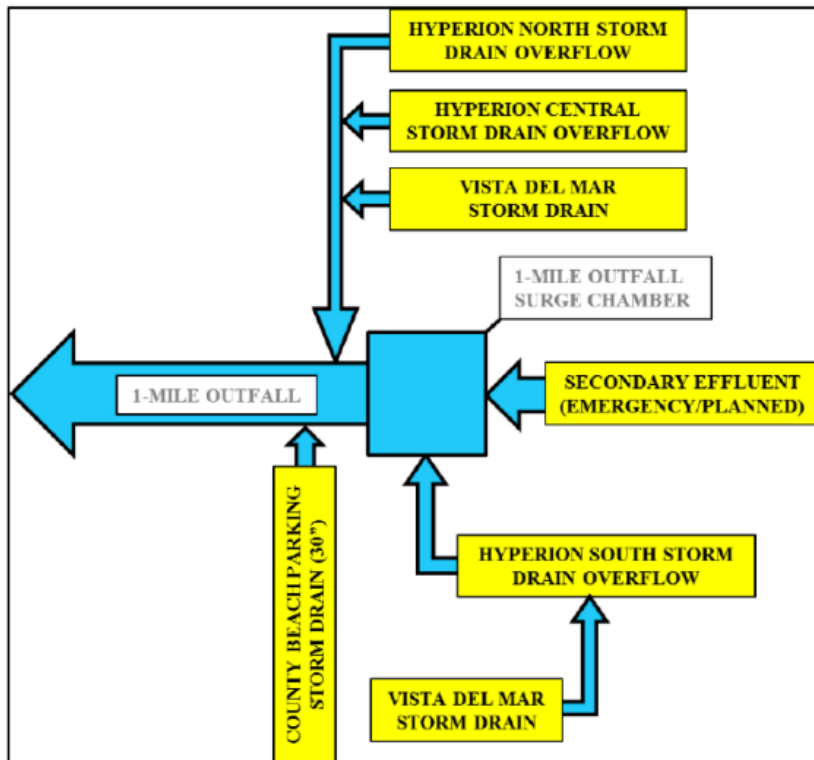 HYPERION NORTH STORM
DRAIN OVERFLOW
HYPERION CENTRAL
STORM DRAIN OVERFLOW
VISTA DEL MAR
STORM DRAIN
1-MILE OUTFALL
SURGE CHAMBER
1-MILE OUTFALL
SECONDARY EFFLUENT
(EMERGENCY/PLANNED)
COUNTY BEACH PARKING
STORM DRAIN (30”)
HYPERION SOUTH STORM
DRAIN OVERFLOW
VISTA DEL MAR
STORM DRAIN